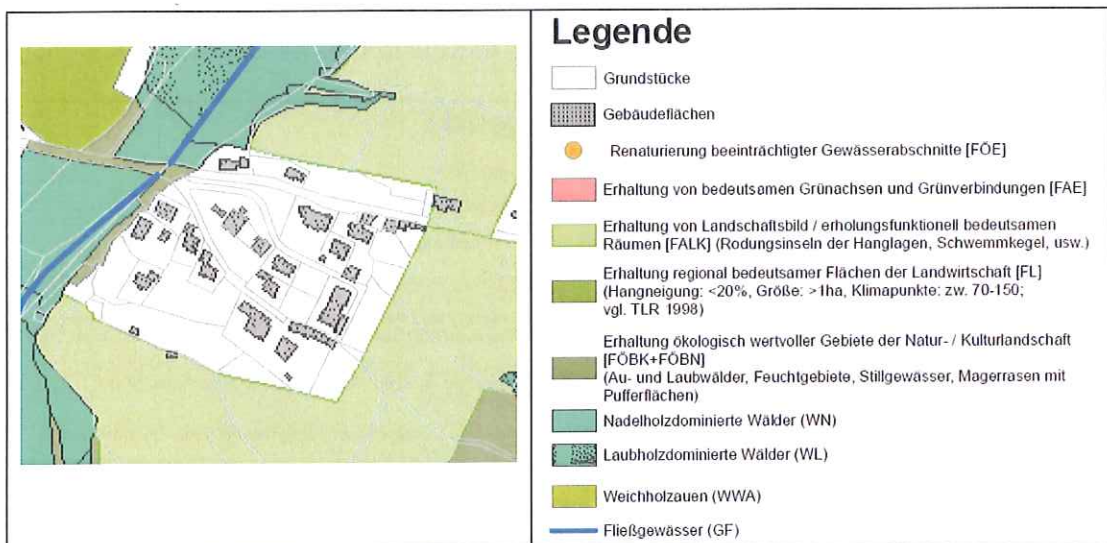 Legende
Grundstücke
Gebäudeflächen
Renaturierung beeinträchtigter Gewässerabschnitte [FÖE]
Erhaltung von bedeutsamen Grünachsen und Grünverbindungen [FAE]
Erhaltung von Landschaftsbild / erholungsfunktionell bedeutsamen
Räumen [FALK] (Rodungsinseln der Hanglagen, Schwemmkegel, usw.)
Erhaltung regional bedeutsamer Flächen der Landwirtschaft [FL]
(Hangneigung: <20%, Größe: >1ha, Klimapunkte: zw. 70-150;
vgl. TLR 1998)
Erhaltung ökologisch wertvoller Gebiete der Natur- / Kulturlandschaft
[FÖBK+FÖBN]
(Au- und Laubwälder, Feuchtgebiete, Stillgewässer, Magerrasen mit
Pufferflächen)
Nadelholzdominierte Wälder (WN)
Laubholzdominierte Wälder (WL)
Weichholzauen (WWA)
Fließgewässer (GF)